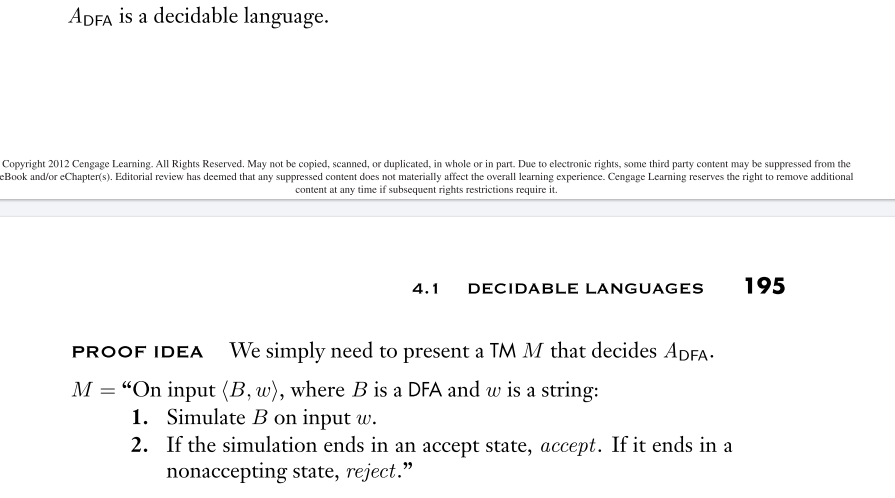 A_DFA is a decidable language.
Copyright 2012 Cengage Learning. All Rights Reserved. May not be copied, scanned, or duplicated, in whole or in part. Due to electronic rights, some third party content may be suppressed from the
eBook and/or eChapter(s). Editorial review has deemed that any suppressed content does not materially affect the overall learning experience. Cengage Learning reserves the right to remove additional
content at any time if subsequent rights restrictions require it.
4.1 DECIDABLE LANGUAGES 195
PROOF IDEA We simply need to present a TM M that decides A_DFA.
M = “On input ⟨B, w⟩, where B is a DFA and w is a string:
1. Simulate B on input w.
2. If the simulation ends in an accept state, accept. If it ends in a
nonaccepting state, reject.”